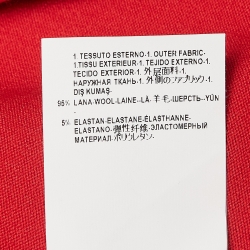 1 TESSUTO ESTERNO-1. OUTER FABRIC-
1.TISSU EXTERIEUR-1. TEJIDO EXTERNO-1.
TECIDO EXTERIOR-1. 外层面料-1.
НАРУЖНАЯ ТКАНЬ-1. 外側のファブリック-1.
DIŞ KUMAŞ-
95% LANA-WOOL-LAINE-LÃ- 羊毛-ШЕРСТЬ-YÜN
-
5% ELASTAN-ELASTANE-ÉLASTHANNE-
ELASTANO-弹性纤维-ЭЛАСТОМЕРНЫЙ
МАТЕРИАЛ-ポリウレタン-